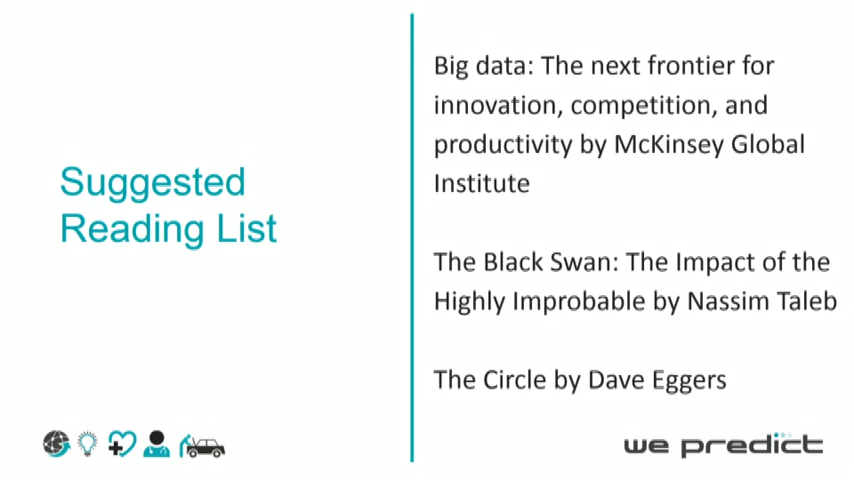 Suggested
Reading List
Big data: The next frontier for
innovation, competition, and
productivity by McKinsey Global
Institute
The Black Swan: The Impact of the
Highly Improbable by Nassim Taleb
The Circle by Dave Eggers
we predict